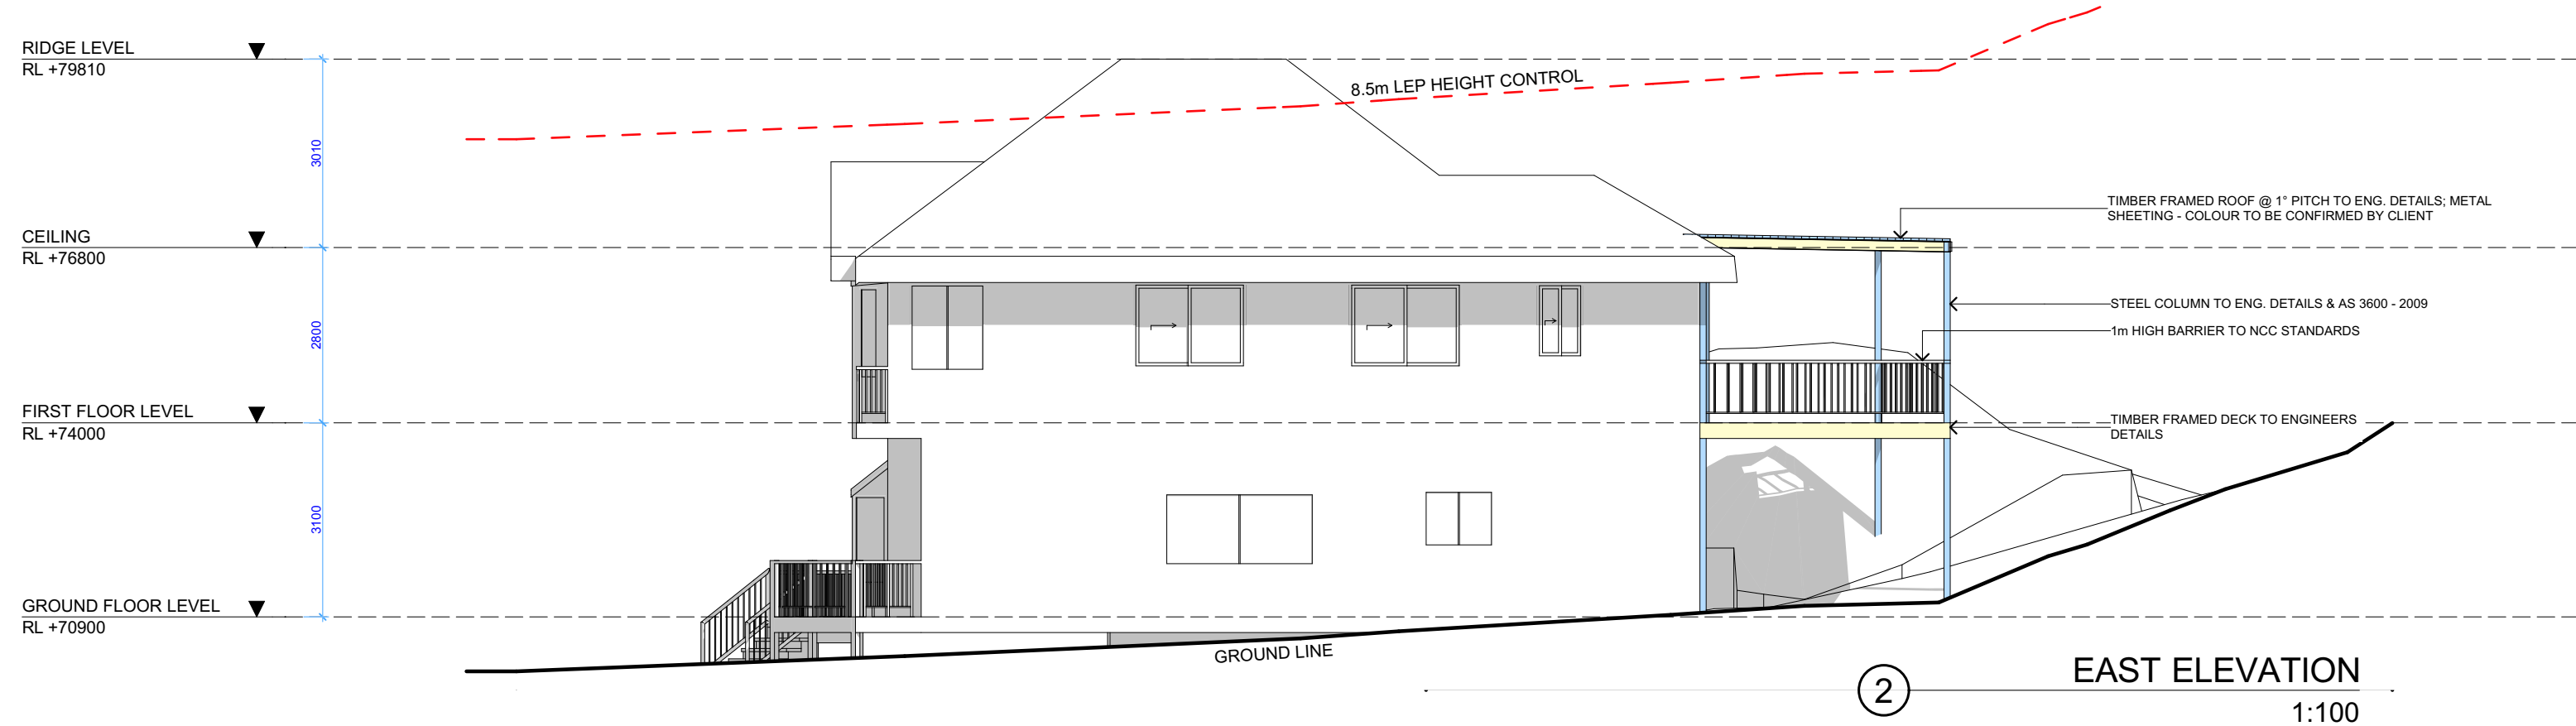 RIDGE LEVEL
RL +79810
8.5m LEP HEIGHT CONTROL
3010
TIMBER FRAMED ROOF @ 1° PITCH TO ENG. DETAILS; METAL
SHEETING - COLOUR TO BE CONFIRMED BY CLIENT
CEILING
RL +76800
STEEL COLUMN TO ENG. DETAILS & AS 3600 - 2009
2800
1m HIGH BARRIER TO NCC STANDARDS
FIRST FLOOR LEVEL
RL +74000
TIMBER FRAMED DECK TO ENGINEERS
DETAILS
3100
GROUND FLOOR LEVEL
RL +70900
GROUND LINE
2
EAST ELEVATION
1:100